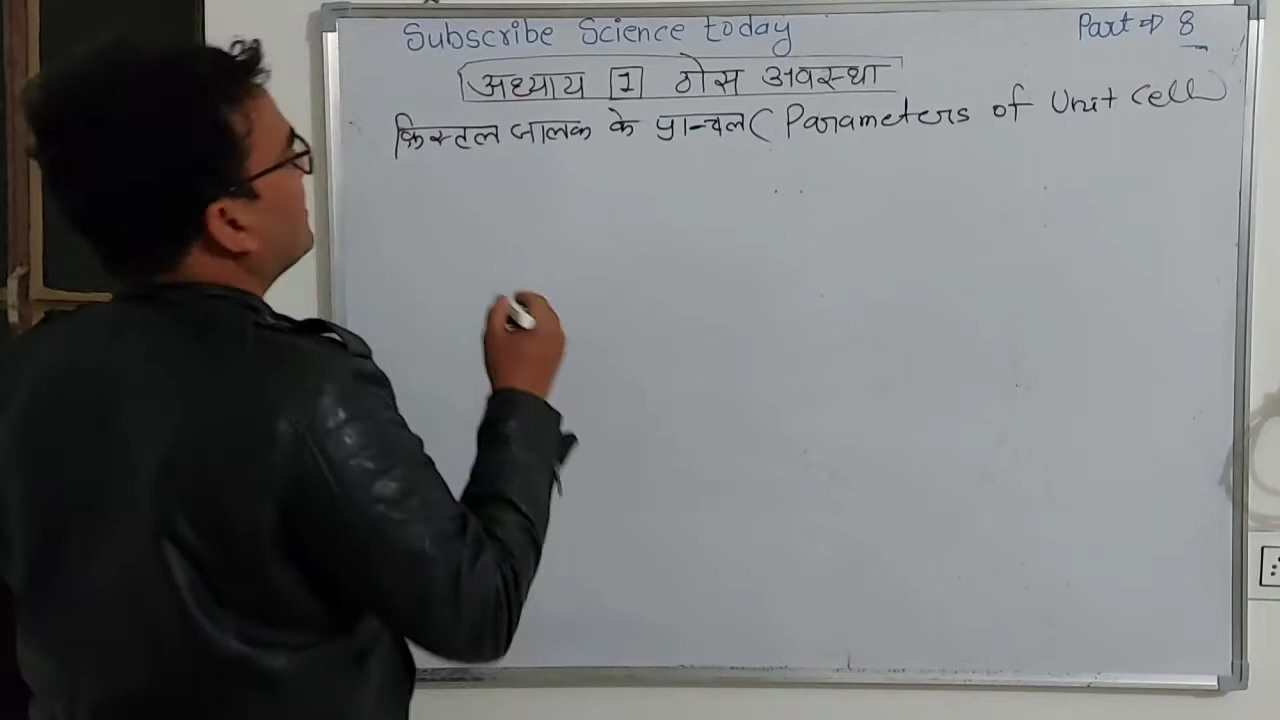 Subscribe Science today
Part ⇒ 8
अध्याय 1 ठोस अवस्था
क्रिस्टल जालक के प्राचल ( Parameters of Unit Cell)